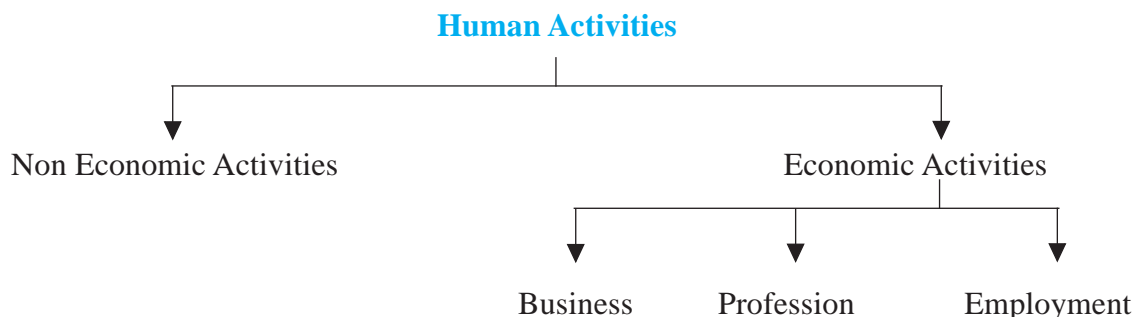 Human Activities
Non Economic Activities Economic Activities
Business Profession Employment